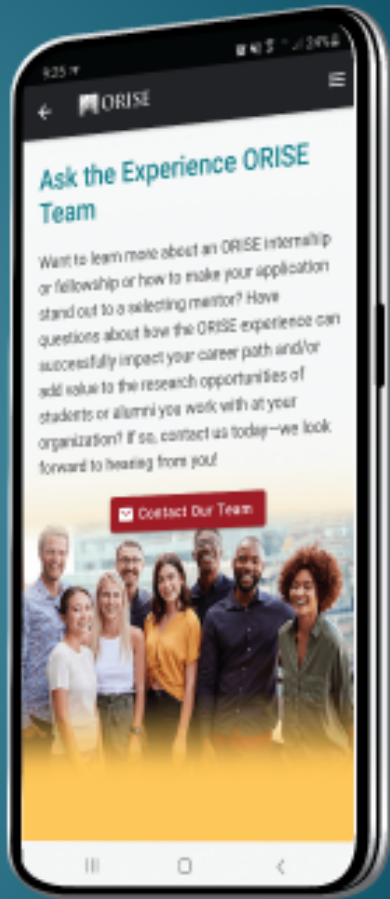 9:25
ORISE
Ask the Experience ORISE
Team
Want to learn more about an ORISE internship
or fellowship or how to make your application
stand out to a selecting mentor? Have
questions about how the ORISE experience can
successfully impact your career path and/or
add value to the research opportunities of
students or alumni you work with at your
organization? If so, contact us today—we look
forward to hearing from you!
Contact Our Team